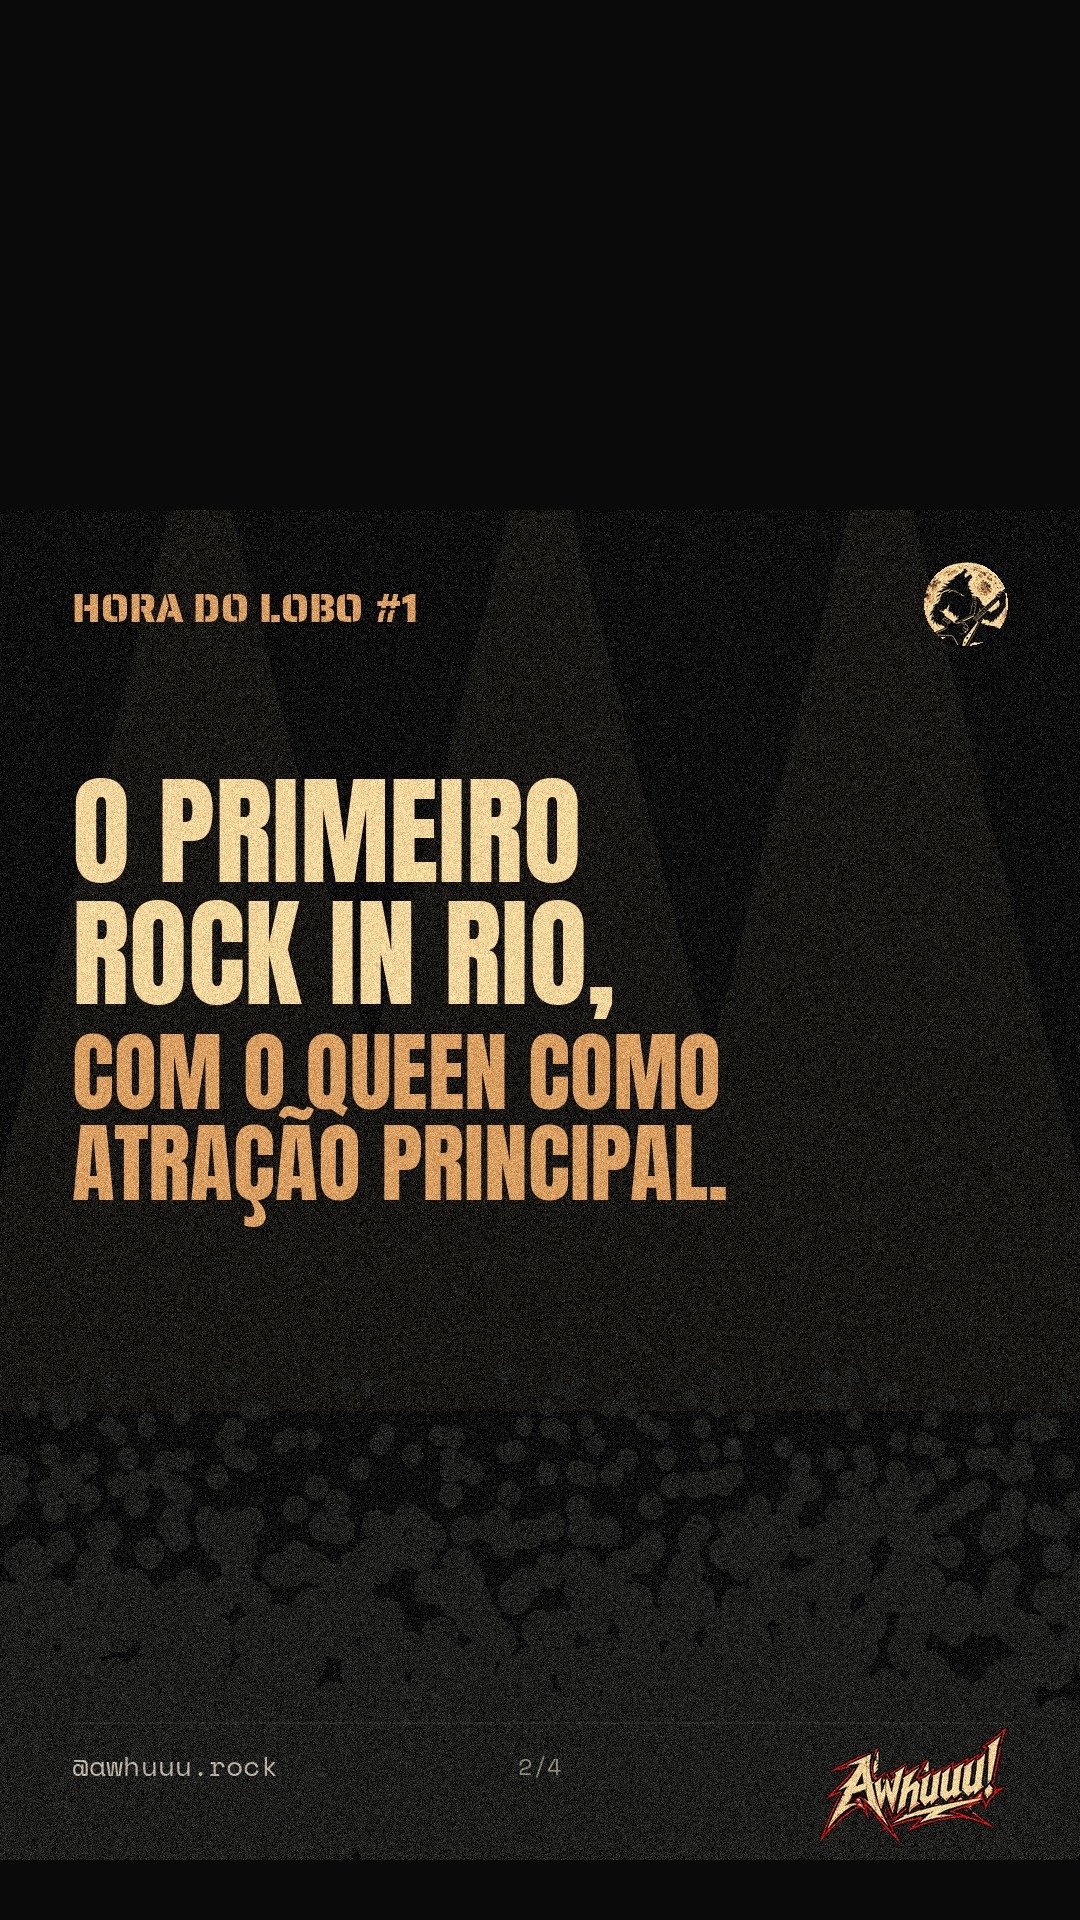 HORA DO LOBO #1
O PRIMEIRO
ROCK IN RIO,
COM O QUEEN COMO
ATRAÇÃO PRINCIPAL.
@awhuuu.rock
2/4
Awhuuu!